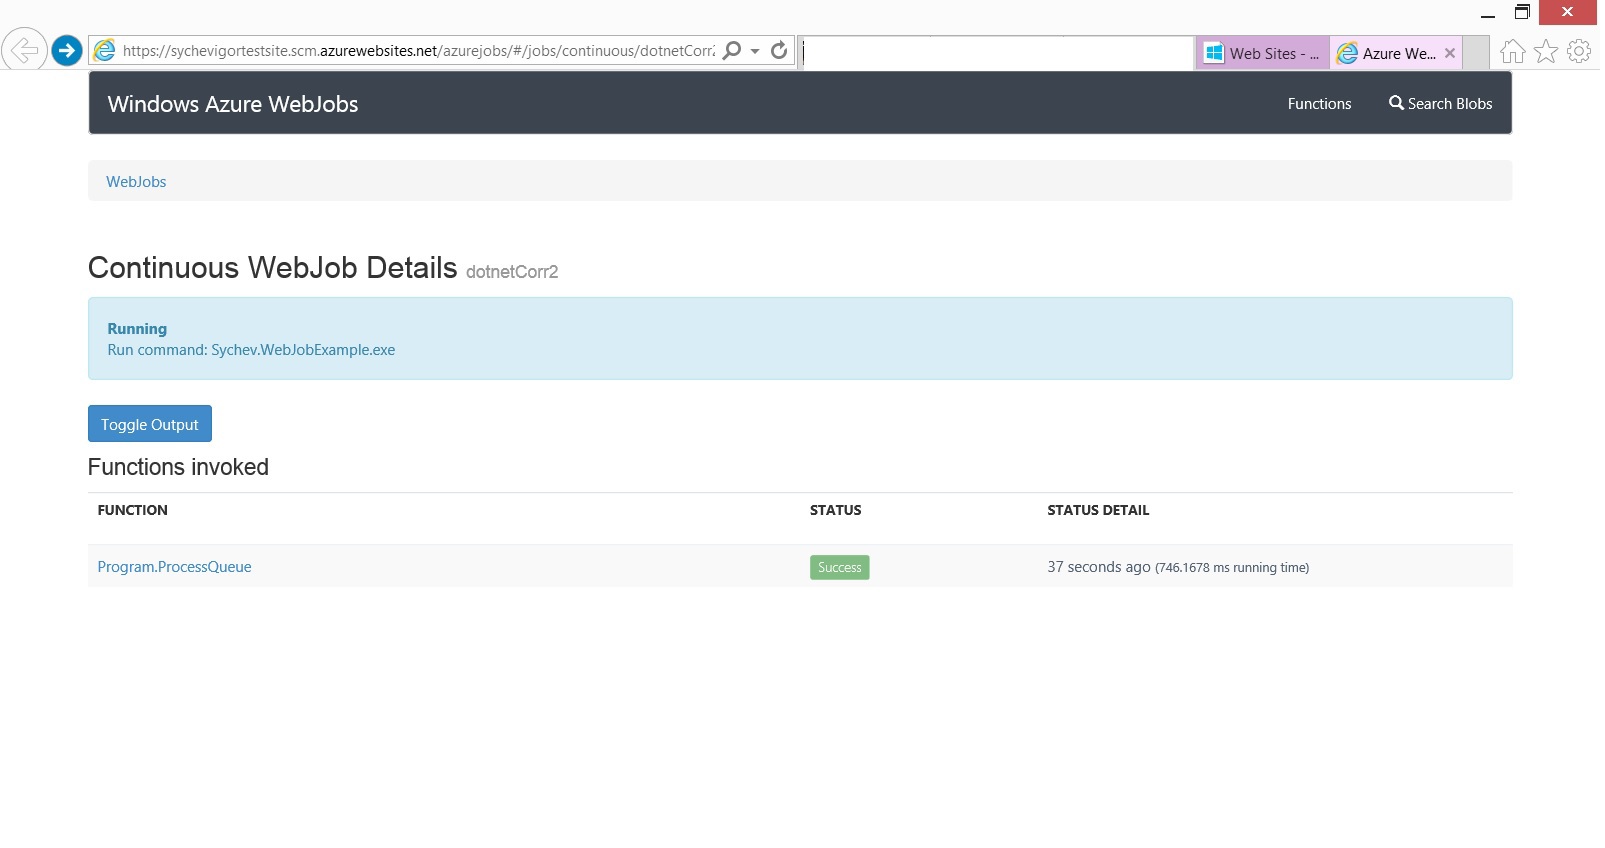 https://sychevigortestsite.scm.azurewebsites.net/azurejobs/#/jobs/continuous/dotnetCorr2
Web Sites - ...
Azure We...
Windows Azure WebJobs
Functions
Search Blobs
WebJobs
Continuous WebJob Details dotnetCorr2
Running
Run command: Sychev.WebJobExample.exe
Toggle Output
Functions invoked
FUNCTION STATUS STATUS DETAIL
Program.ProcessQueue Success 37 seconds ago (746.1678 ms running time)